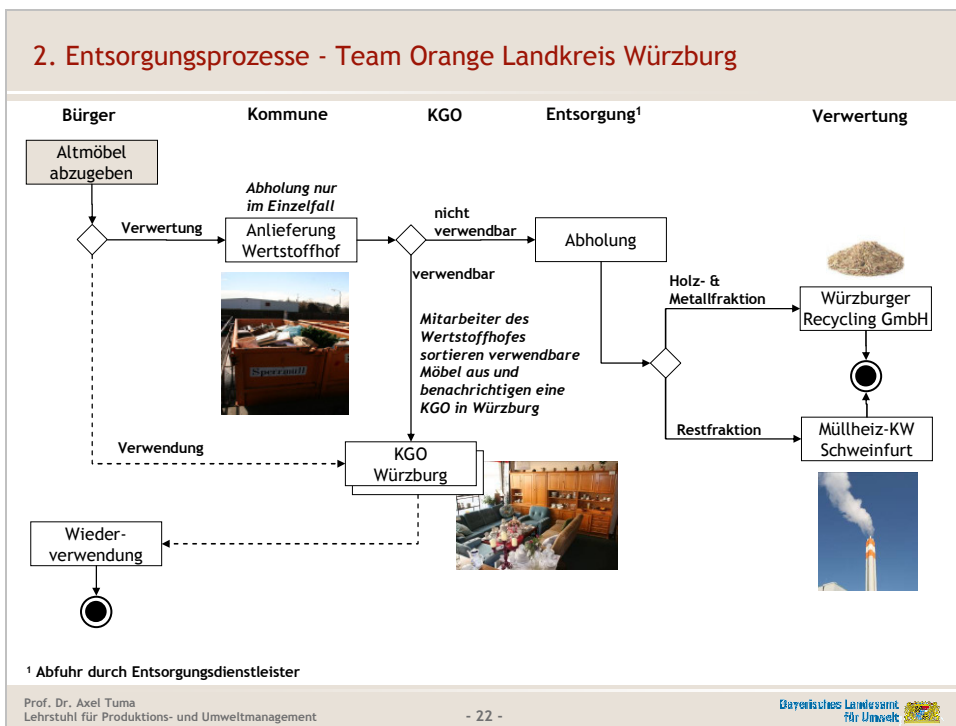 2. Entsorgungsprozesse - Team Orange Landkreis Würzburg
Bürger
Kommune
KGO
Entsorgung¹
Verwertung
Altmöbel
abzugeben
Abholung nur
im Einzelfall
Verwertung
Anlieferung
Wertstoffhof
nicht
verwendbar
Abholung
verwendbar
Holz- &
Metallfraktion
Würzburger
Recycling GmbH
Mitarbeiter des
Wertstoffhofes
sortieren verwendbare
Möbel aus und
benachrichtigen eine
KGO in Würzburg
Sperrmüll
Restfraktion
Müllheiz-KW
Schweinfurt
Verwendung
KGO
Würzburg
Wieder-
verwendung
¹ Abfuhr durch Entsorgungsdienstleister
Prof. Dr. Axel Tuma
Lehrstuhl für Produktions- und Umweltmanagement
- 22 -
Bayerisches Landesamt
für Umwelt